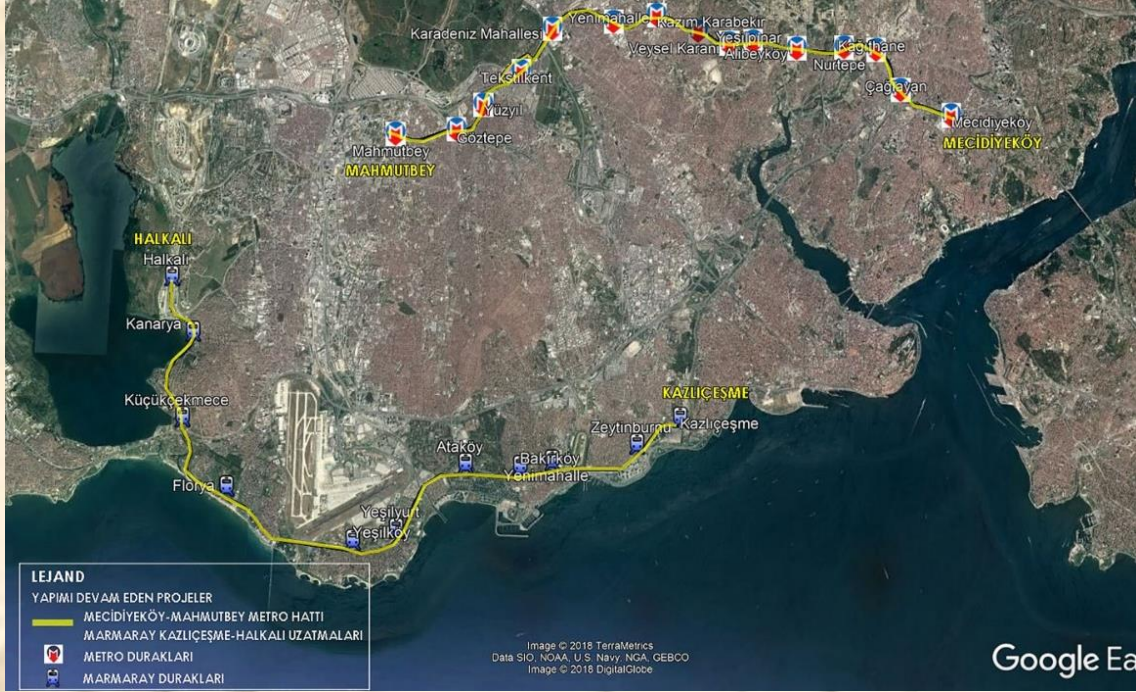 Yenimahalle
Kazım Karabekir
Karadeniz Mahallesi
Yeşilpınar
Veysel Karani
Alibeyköy
Kağıthane
Nurtepe
Tekstilkent
Çağlayan
Yüzyıl
Mecidiyeköy
Göztepe
MECİDİYEKÖY
Mahmutbey
MAHMUTBEY
HALKALI
Halkalı
Kanarya
KAZLIÇEŞME
Küçükçekmece
Zeytinburnu
Kazlıçeşme
Ataköy
Bakırköy
Yenimahalle
Florya
Yeşilyurt
Yeşilköy
LEJAND
YAPIMI DEVAM EDEN PROJELER
MECİDİYEKÖY-MAHMUTBEY METRO HATTI
MARMARAY KAZLIÇEŞME-HALKALI UZATMALARI
METRO DURAKLARI
MARMARAY DURAKLARI
Image © 2018 TerraMetrics
Data SIO, NOAA, U.S. Navy, NGA, GEBCO
Image © 2018 DigitalGlobe
Google Ea